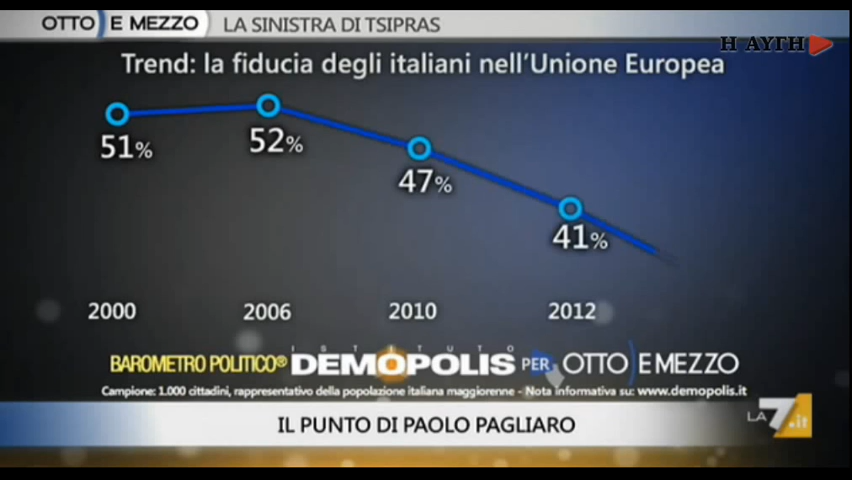 OTTO E MEZZO LA SINISTRA DI TSIPRAS
Η ΑΥΓΗ
Trend: la fiducia degli italiani nell'Unione Europea
51% 52% 47% 41%
2000 2006 2010 2012
ISTITUTO
BAROMETRO POLITICO® DEMOPOLIS PER OTTO E MEZZO
Campione: 1.000 cittadini, rappresentativo della popolazione italiana maggiorenne - Nota informativa su: www.demopolis.it
IL PUNTO DI PAOLO PAGLIARO
LA 7.it